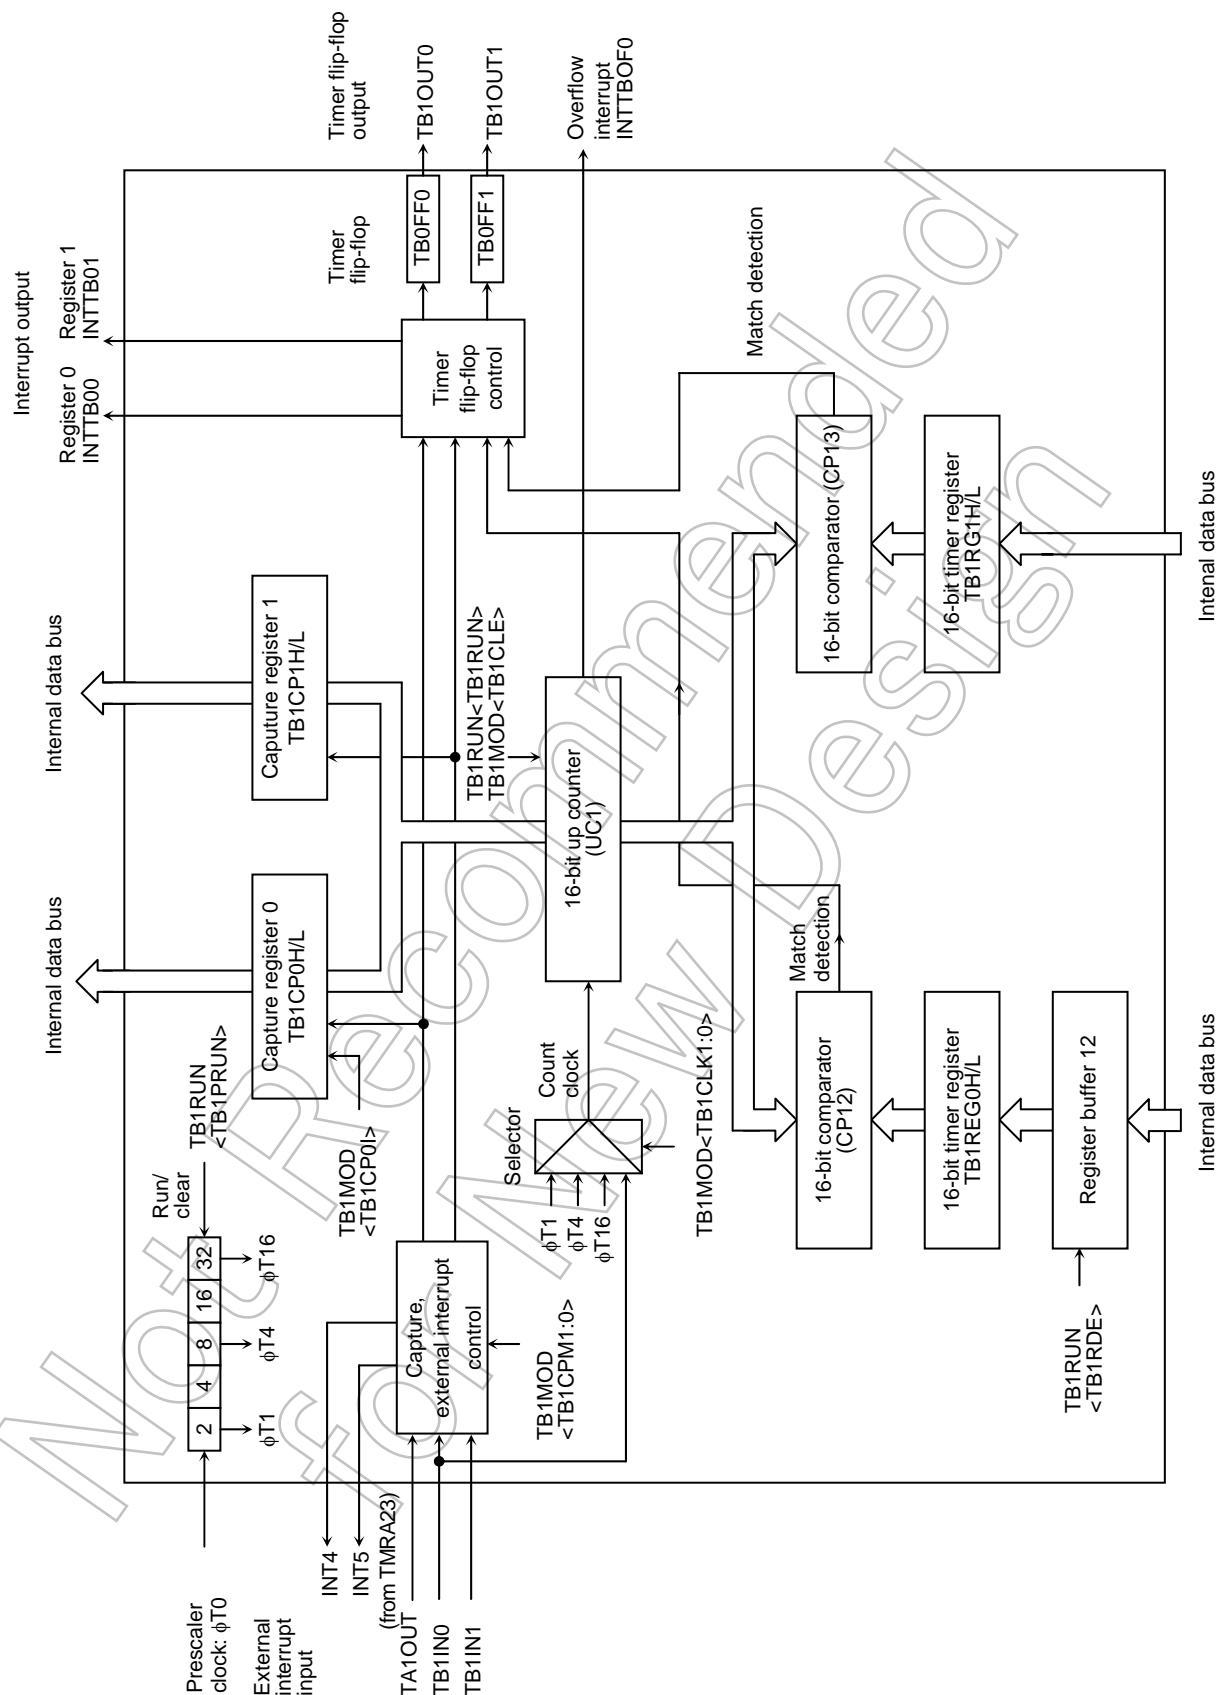 Internal data bus
Internal data bus
Interrupt output
Register 0
INTTB00
Register 1
INTTB01
Prescaler
clock: ϕT0
2
4
8
16
32
ϕT1
ϕT4
ϕT16
Run/
clear
TB1RUN
<TB1PRUN>
External
interrupt
input
INT4
INT5
(from TMRA23)
TA1OUT
TB1IN0
TB1IN1
Capture,
external interrupt
control
TB1MOD
<TB1CPM1:0>
TB1MOD
<TB1CP0I>
Capture register 0
TB1CP0H/L
Caputure register 1
TB1CP1H/L
Timer
flip-flop
control
Timer
flip-flop
TB0FF0
TB0FF1
Timer flip-flop
output
TB1OUT0
TB1OUT1
Overflow
interrupt
INTTBOF0
Selector
ϕT1
ϕT4
ϕT16
Count
clock
TB1MOD<TB1CLK1:0>
TB1RUN<TB1RUN>
TB1MOD<TB1CLE>
16-bit up counter
(UC1)
Match
detection
Match detection
16-bit comparator
(CP12)
16-bit comparator (CP13)
16-bit timer register
TB1REG0H/L
16-bit timer register
TB1RG1H/L
Register buffer 12
TB1RUN
<TB1RDE>
Internal data bus
Intenal data bus
Not Recommended
for New Design